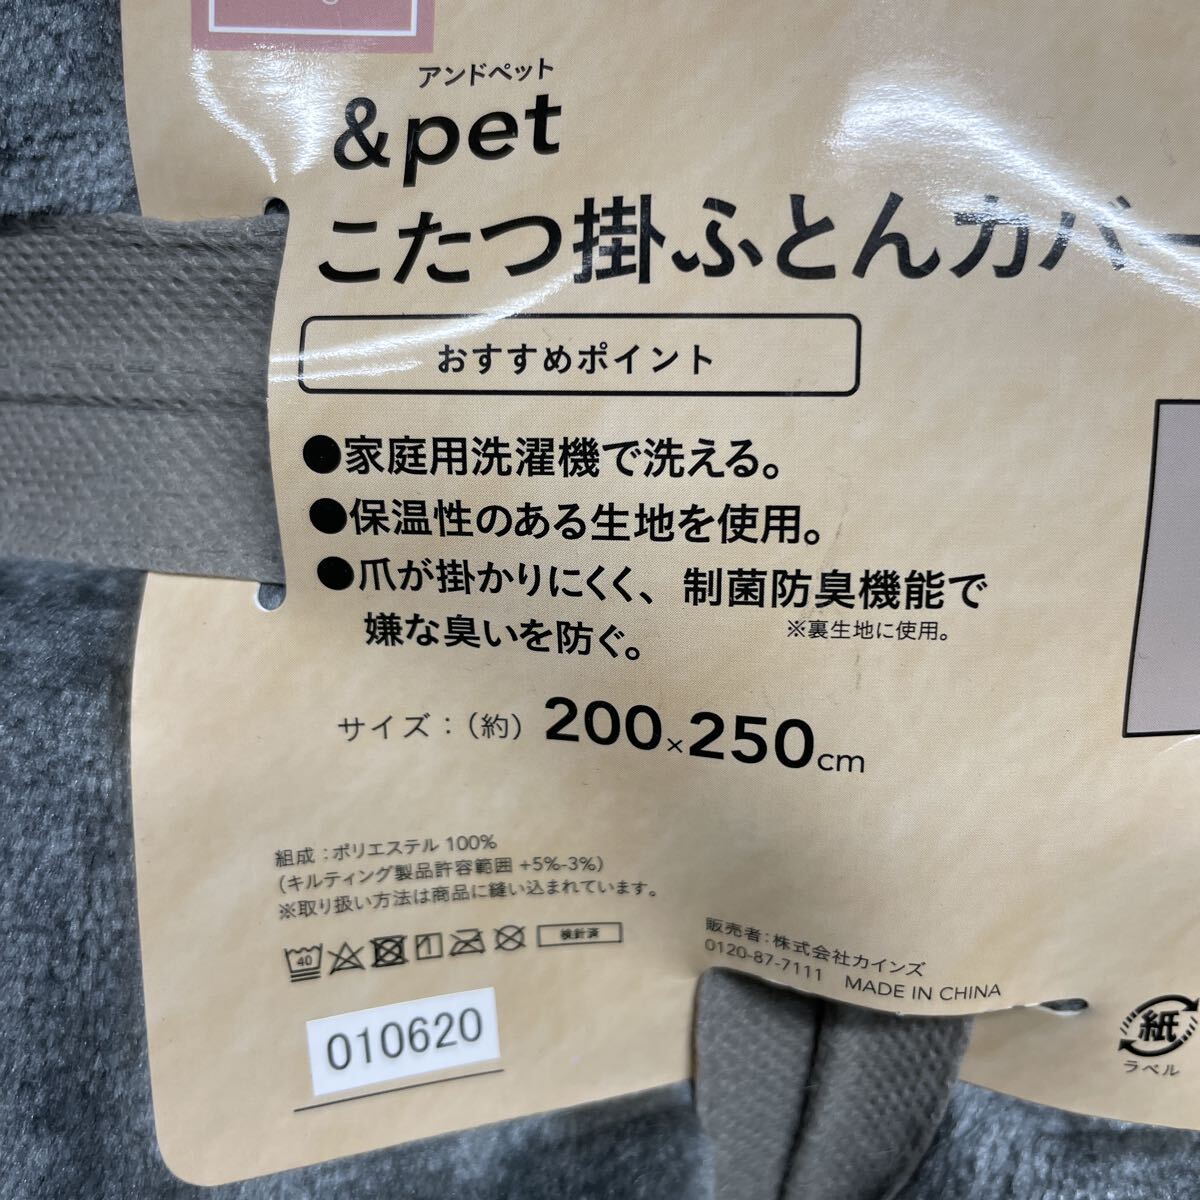 アンドペット
&pet
こたつ掛ふとんカバー
おすすめポイント
●家庭用洗濯機で洗える。
●保温性のある生地を使用。
●爪が掛かりにくく、制菌防臭機能で
嫌な臭いを防ぐ。
※裏生地に使用。
サイズ：(約) 200×250cm
組成：ポリエステル 100%
(キルティング製品許容範囲 +5%-3%)
※取り扱い方法は商品に縫い込まれています。
40
検針済
010620
販売者：株式会社カインズ
0120-87-7111 MADE IN CHINA
紙
ラベル